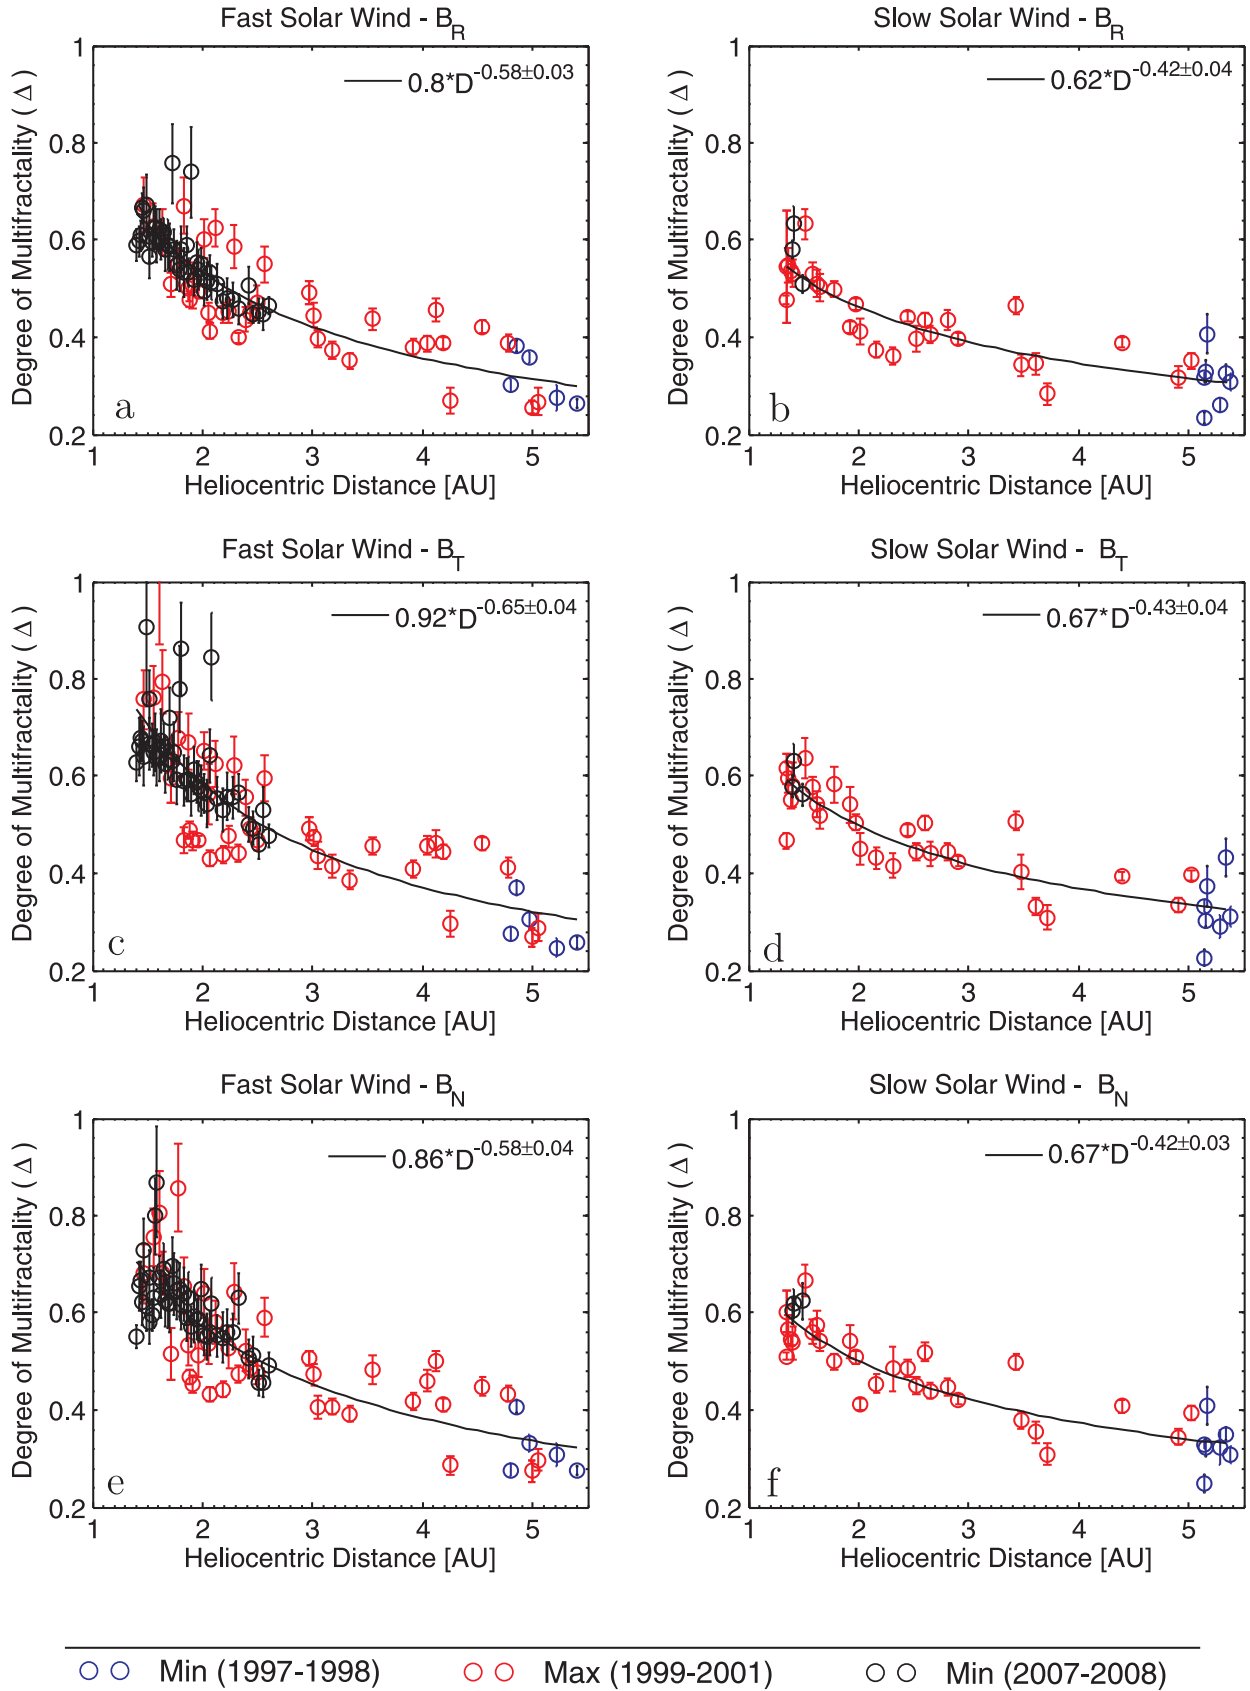 Fast Solar Wind - B_R
Degree of Multifractality (Δ)
1
0.8
0.6
0.4
0.2
0.8*D^-0.58±0.03
a
1 2 3 4 5
Heliocentric Distance [AU]
Slow Solar Wind - B_R
Degree of Multifractality (Δ)
1
0.8
0.6
0.4
0.2
0.62*D^-0.42±0.04
b
1 2 3 4 5
Heliocentric Distance [AU]
Fast Solar Wind - B_T
Degree of Multifractality (Δ)
1
0.8
0.6
0.4
0.2
0.92*D^-0.65±0.04
c
1 2 3 4 5
Heliocentric Distance [AU]
Slow Solar Wind - B_T
Degree of Multifractality (Δ)
1
0.8
0.6
0.4
0.2
0.67*D^-0.43±0.04
d
1 2 3 4 5
Heliocentric Distance [AU]
Fast Solar Wind - B_N
Degree of Multifractality (Δ)
1
0.8
0.6
0.4
0.2
0.86*D^-0.58±0.04
e
1 2 3 4 5
Heliocentric Distance [AU]
Slow Solar Wind - B_N
Degree of Multifractality (Δ)
1
0.8
0.6
0.4
0.2
0.67*D^-0.42±0.03
f
1 2 3 4 5
Heliocentric Distance [AU]
Min (1997-1998) Max (1999-2001) Min (2007-2008)